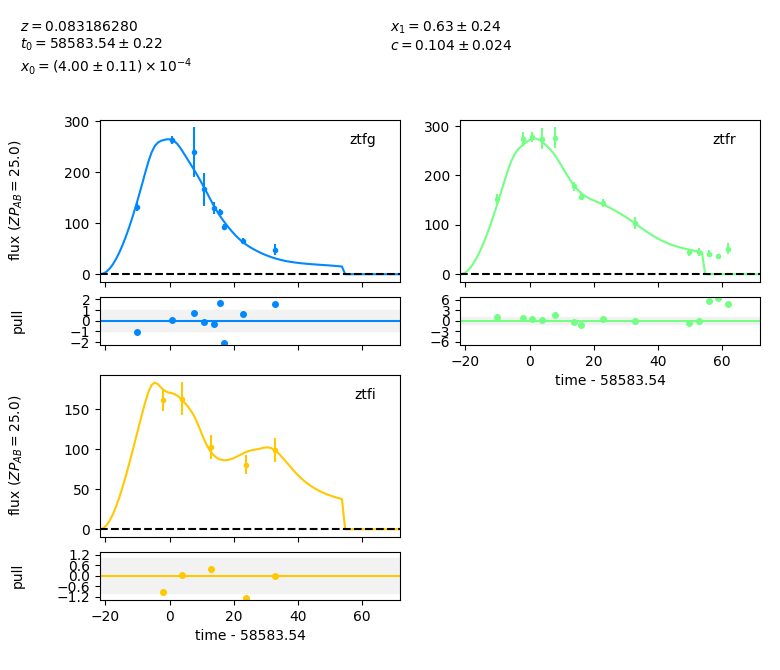 z = 0.083186280
t₀ = 58583.54 ± 0.22
x₀ = (4.00 ± 0.11) × 10⁻⁴
x₁ = 0.63 ± 0.24
c = 0.104 ± 0.024
ztfg
flux (ZP_AB = 25.0)
300
200
100
0
ztfr
300
200
100
0
pull
2
1
0
−1
−2
6
3
0
−3
−6
−20 0 20 40 60
time - 58583.54
ztfi
flux (ZP_AB = 25.0)
150
100
50
0
pull
1.2
0.6
0.0
−0.6
−1.2
−20 0 20 40 60
time - 58583.54